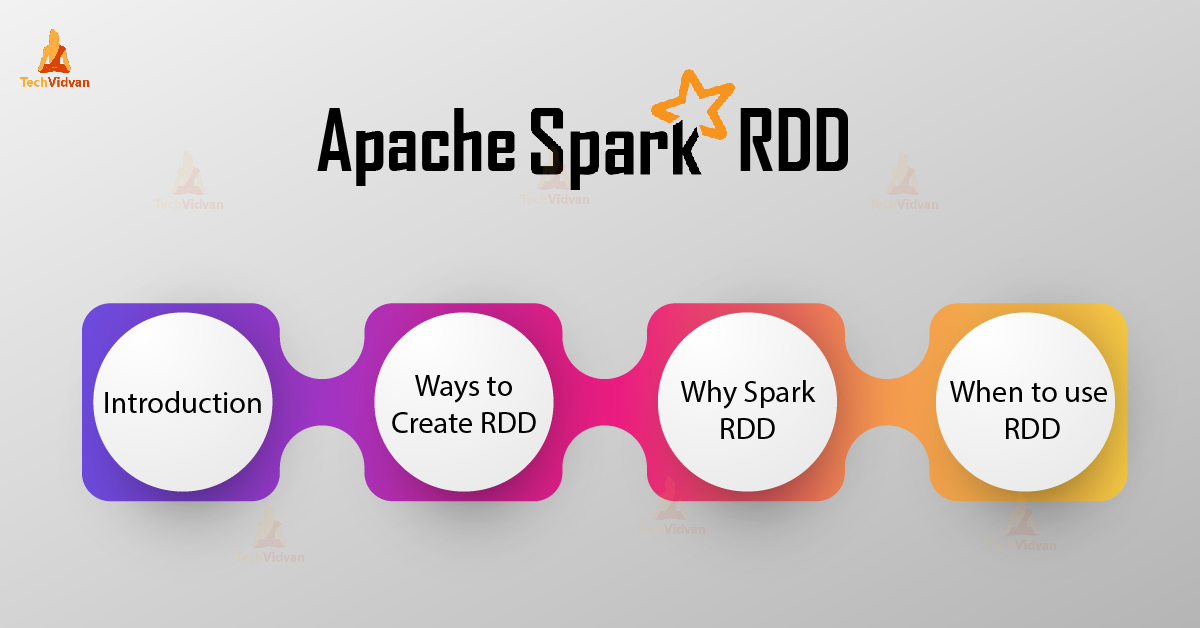 TechVidvan
Apache Spark RDD
TechVidvan
TechVidvan
TechVidvan
Introduction
Ways to
Create RDD
Why Spark
RDD
When to use
RDD
TechVidvan
TechVidvan
TechVidvan